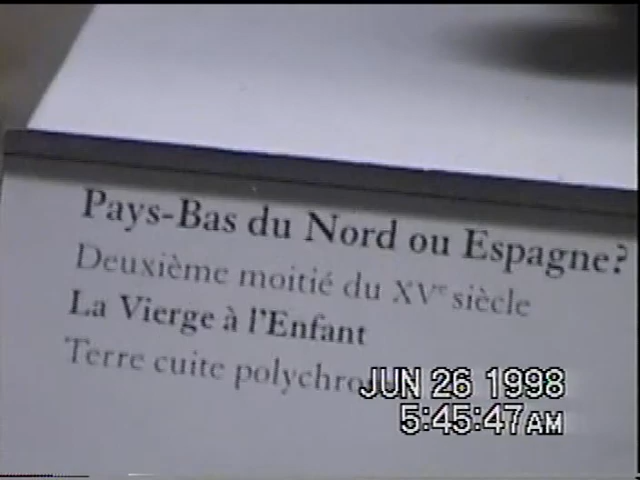 Pays-Bas du Nord ou Espagne?
Deuxième moitié du XVe siècle
La Vierge à l'Enfant
Terre cuite polychro
JUN 26 1998
5:45:47AM